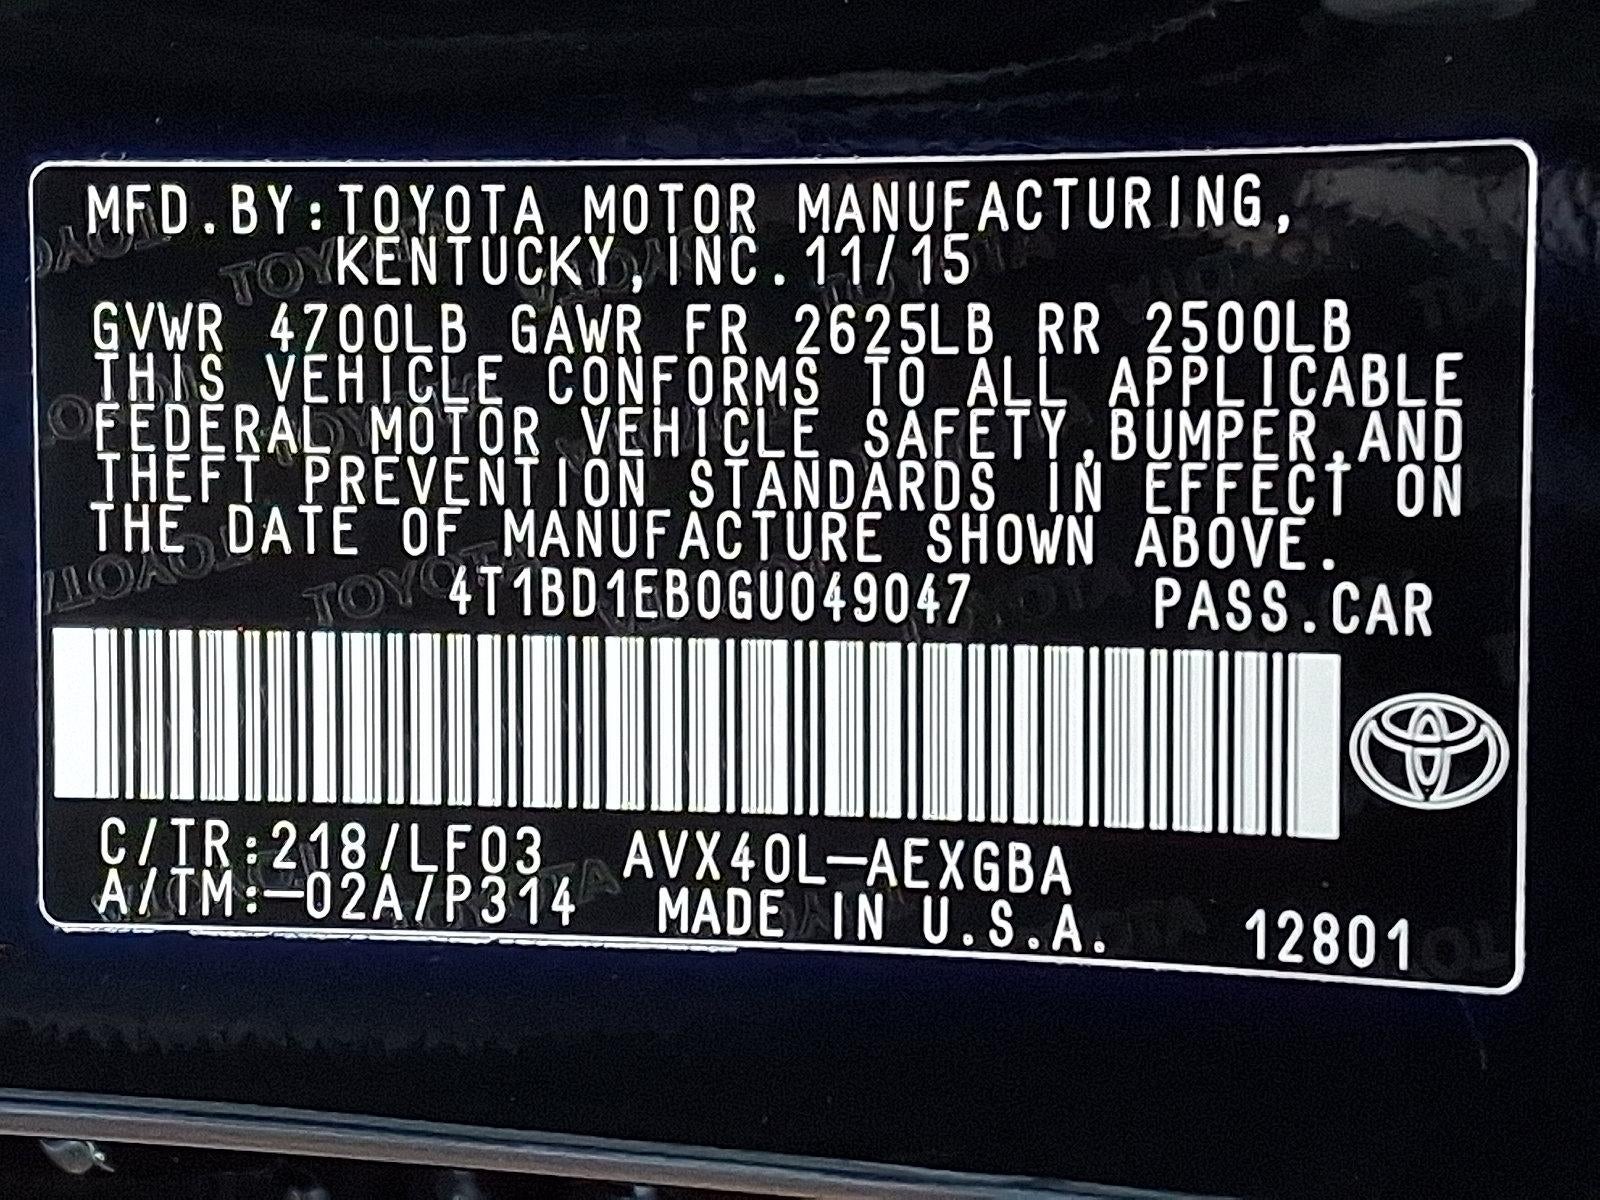 MFD.BY:TOYOTA MOTOR MANUFACTURING,
KENTUCKY,INC.11/15
GVWR 4700LB GAWR FR 2625LB RR 2500LB
THIS VEHICLE CONFORMS TO ALL APPLICABLE
FEDERAL MOTOR VEHICLE SAFETY,BUMPER,AND
THEFT PREVENTION STANDARDS IN EFFECT ON
THE DATE OF MANUFACTURE SHOWN ABOVE.
4T1BD1EB0GU049047 PASS.CAR
C/TR:218/LF03 AVX40L-AEXGBA
A/TM:-02A/P314 MADE IN U.S.A. 12801